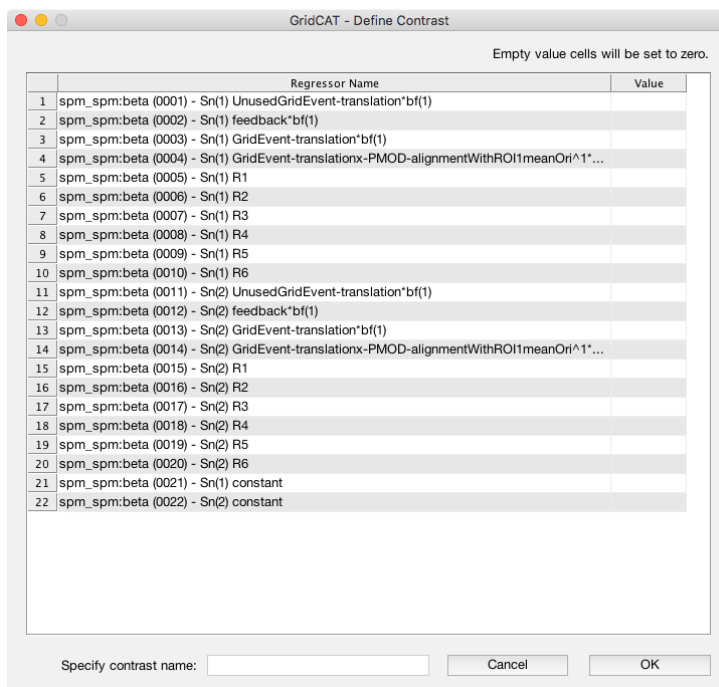 GridCAT - Define Contrast
Empty value cells will be set to zero.
Regressor Name Value
1 spm_spm:beta (0001) - Sn(1) UnusedGridEvent-translation*bf(1)
2 spm_spm:beta (0002) - Sn(1) feedback*bf(1)
3 spm_spm:beta (0003) - Sn(1) GridEvent-translation*bf(1)
4 spm_spm:beta (0004) - Sn(1) GridEvent-translationx-PMOD-alignmentWithROI1meanOri^1*...
5 spm_spm:beta (0005) - Sn(1) R1
6 spm_spm:beta (0006) - Sn(1) R2
7 spm_spm:beta (0007) - Sn(1) R3
8 spm_spm:beta (0008) - Sn(1) R4
9 spm_spm:beta (0009) - Sn(1) R5
10 spm_spm:beta (0010) - Sn(1) R6
11 spm_spm:beta (0011) - Sn(2) UnusedGridEvent-translation*bf(1)
12 spm_spm:beta (0012) - Sn(2) feedback*bf(1)
13 spm_spm:beta (0013) - Sn(2) GridEvent-translation*bf(1)
14 spm_spm:beta (0014) - Sn(2) GridEvent-translationx-PMOD-alignmentWithROI1meanOri^1*...
15 spm_spm:beta (0015) - Sn(2) R1
16 spm_spm:beta (0016) - Sn(2) R2
17 spm_spm:beta (0017) - Sn(2) R3
18 spm_spm:beta (0018) - Sn(2) R4
19 spm_spm:beta (0019) - Sn(2) R5
20 spm_spm:beta (0020) - Sn(2) R6
21 spm_spm:beta (0021) - Sn(1) constant
22 spm_spm:beta (0022) - Sn(2) constant
Specify contrast name: Cancel OK